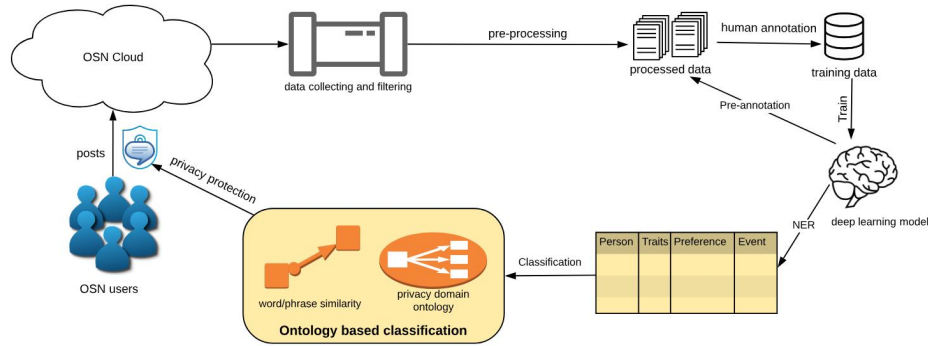 OSN Cloud
data collecting and filtering
pre-processing
processed data
human annotation
training data
Train
Pre-annotation
deep learning model
NER
Person Traits Preference Event
Classification
word/phrase similarity
privacy domain
ontology
Ontology based classification
privacy protection
posts
OSN users